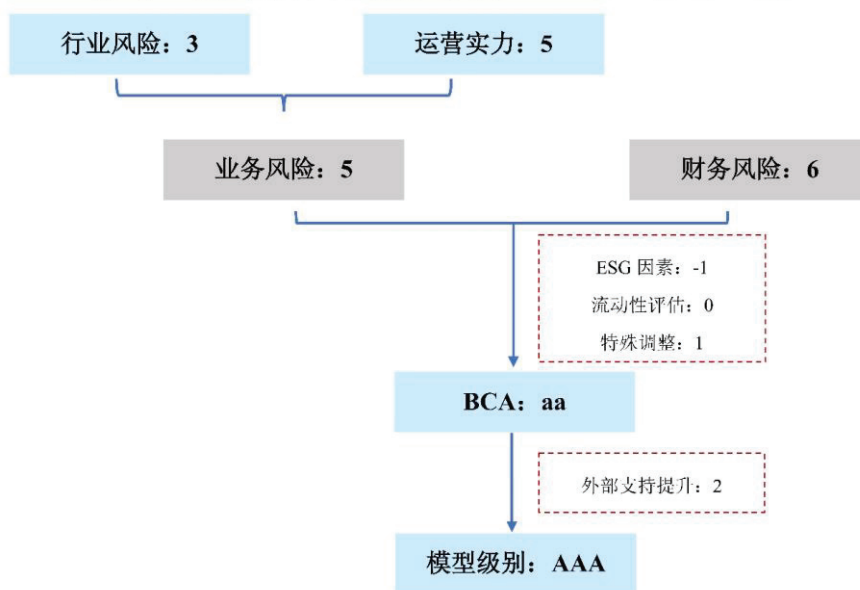 行业风险：3
运营实力：5
业务风险：5
财务风险：6
ESG 因素：-1
流动性评估：0
特殊调整：1
BCA：aa
外部支持提升：2
模型级别：AAA